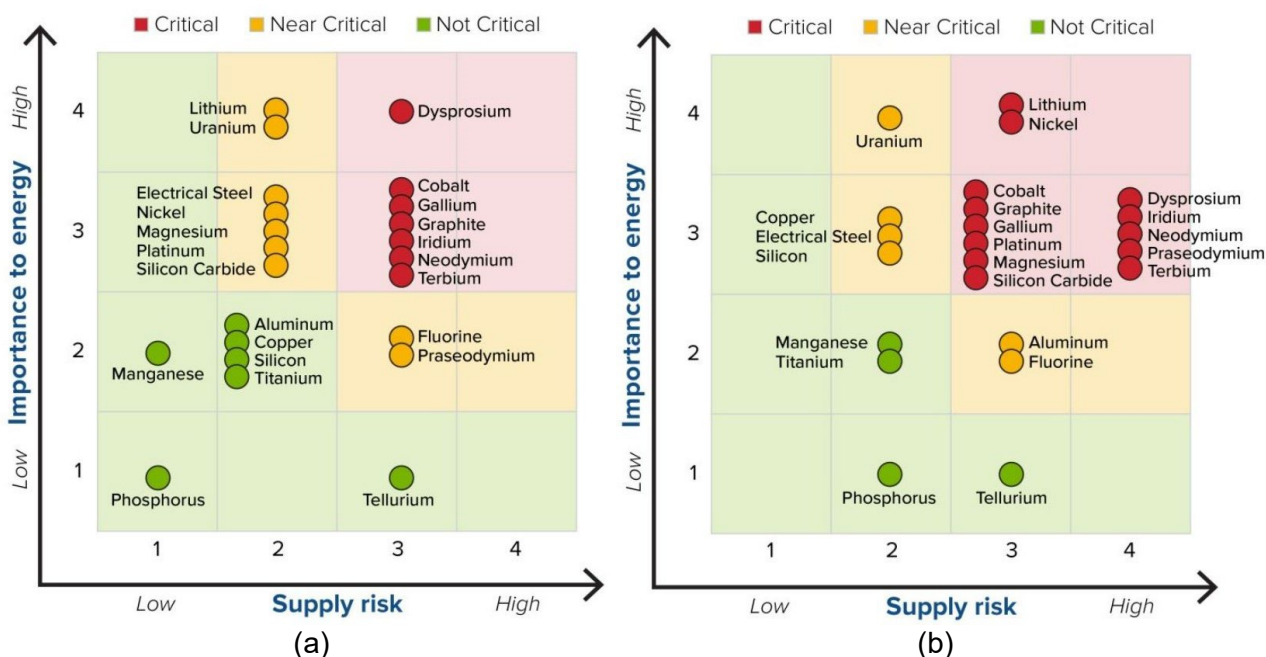 Critical Near Critical Not Critical
High
Importance to energy
Low
4
3
2
1
Lithium
Uranium
Dysprosium
Electrical Steel
Nickel
Magnesium
Platinum
Silicon Carbide
Cobalt
Gallium
Graphite
Iridium
Neodymium
Terbium
Manganese
Aluminum
Copper
Silicon
Titanium
Fluorine
Praseodymium
Phosphorus
Tellurium
1 2 3 4
Low Supply risk High
(a)
Critical Near Critical Not Critical
High
Importance to energy
Low
4
3
2
1
Uranium
Lithium
Nickel
Copper
Electrical Steel
Silicon
Cobalt
Graphite
Gallium
Platinum
Magnesium
Silicon Carbide
Dysprosium
Iridium
Neodymium
Praseodymium
Terbium
Manganese
Titanium
Aluminum
Fluorine
Phosphorus
Tellurium
1 2 3 4
Low Supply risk High
(b)